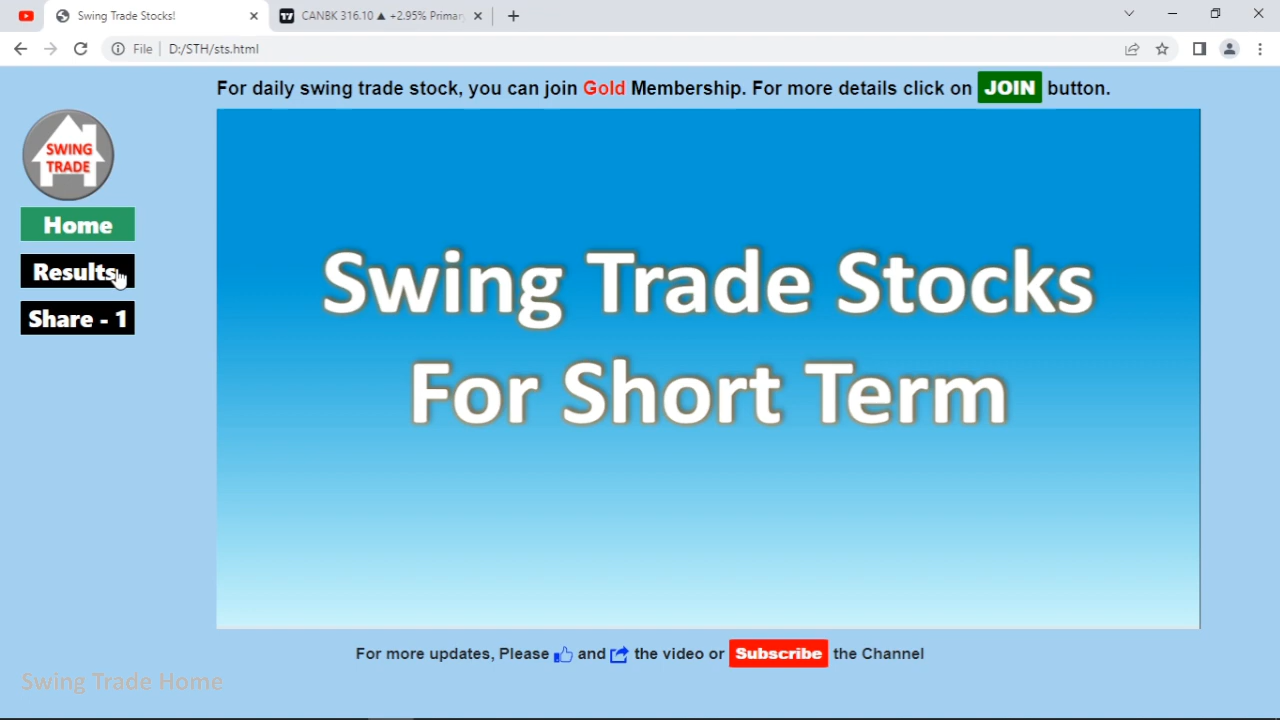 Swing Trade Stocks!
CANBK 316.10 ▲ +2.95% Primar
File
D:/STH/sts.html
For daily swing trade stock, you can join Gold Membership. For more details click on JOIN button.
SWING
TRADE
Home
Results
Share - 1
Swing Trade Stocks
For Short Term
For more updates, Please and the video or Subscribe the Channel
Swing Trade Home